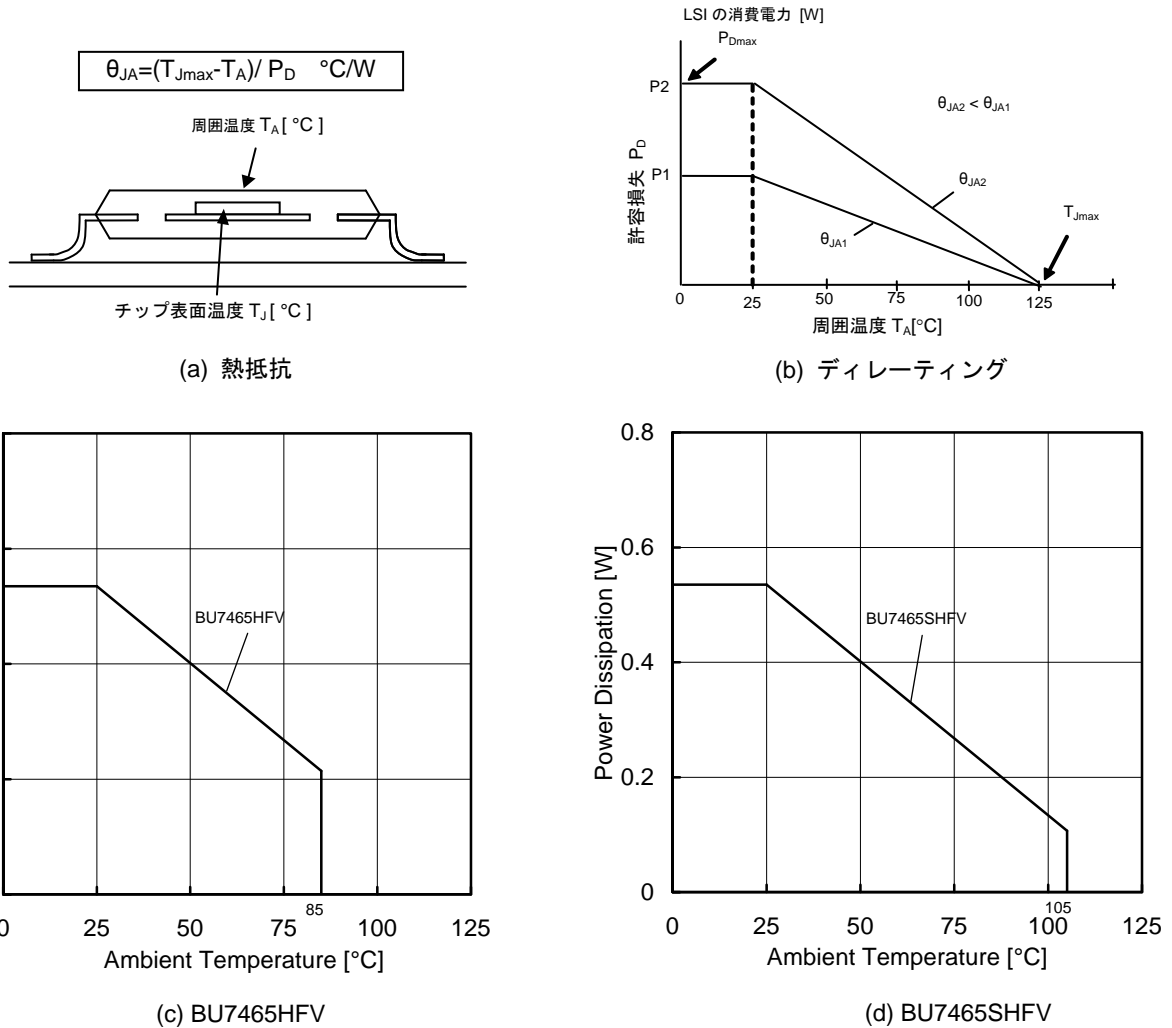 θJA=(TJmax-TA)/ PD °C/W
周囲温度 TA [ °C ]
チップ表面温度 TJ [ °C ]
(a) 熱抵抗
LSI の消費電力 [W]
PDmax
P2
θJA2 < θJA1
許容損失 PD
P1
θJA2
TJmax
θJA1
0 25 50 75 100 125
周囲温度 TA[°C]
(b) ディレーティング
BU7465HFV
85
0 25 50 75 100 125
Ambient Temperature [°C]
(c) BU7465HFV
0.8
0.6
Power Dissipation [W]
BU7465SHFV
0.4
0.2
0
105
0 25 50 75 100 125
Ambient Temperature [°C]
(d) BU7465SHFV